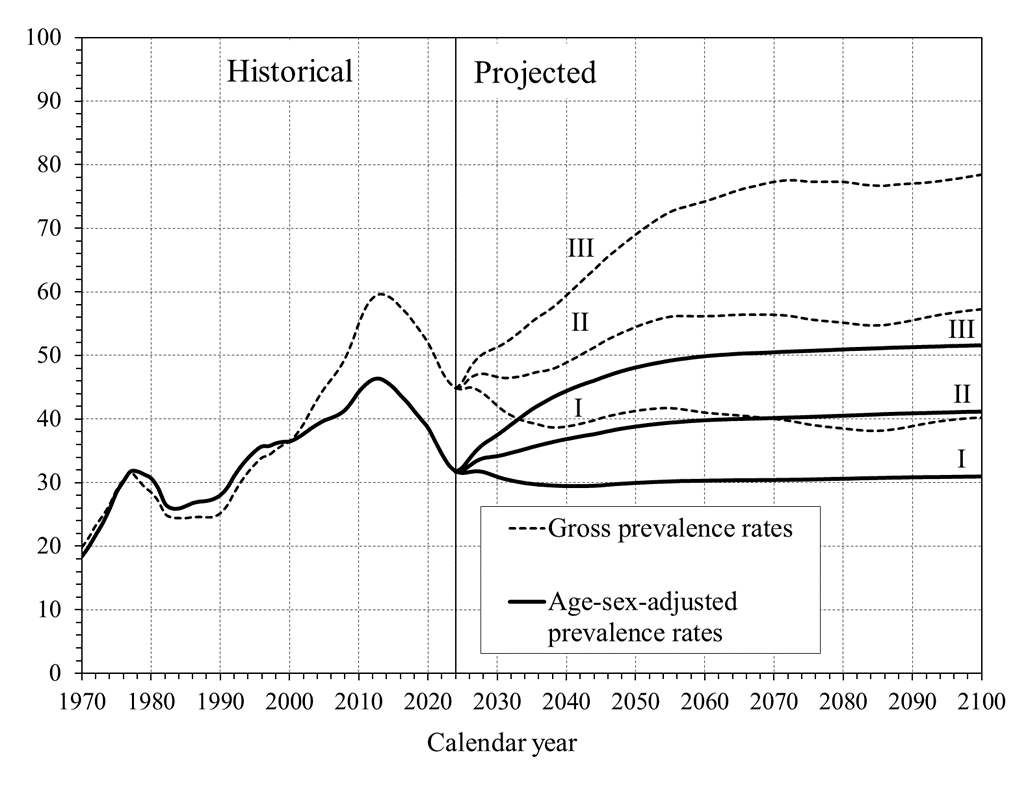 100
Historical
Projected
90
80
70
III
60
II
III
50
I
II
40
I
30
Gross prevalence rates
20
Age-sex-adjusted
prevalence rates
10
0
1970 1980 1990 2000 2010 2020 2030 2040 2050 2060 2070 2080 2090 2100
Calendar year